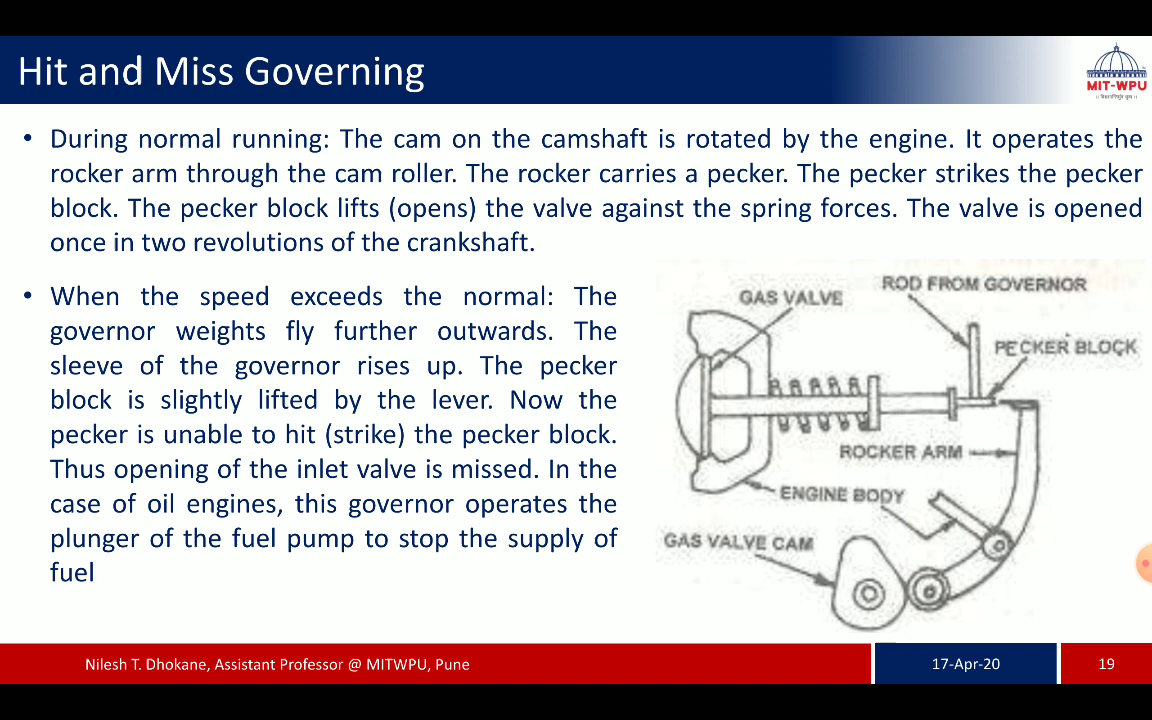 Hit and Miss Governing
MIT-WPU
• During normal running: The cam on the camshaft is rotated by the engine. It operates the
rocker arm through the cam roller. The rocker carries a pecker. The pecker strikes the pecker
block. The pecker block lifts (opens) the valve against the spring forces. The valve is opened
once in two revolutions of the crankshaft.
• When the speed exceeds the normal: The
governor weights fly further outwards. The
sleeve of the governor rises up. The pecker
block is slightly lifted by the lever. Now the
pecker is unable to hit (strike) the pecker block.
Thus opening of the inlet valve is missed. In the
case of oil engines, this governor operates the
plunger of the fuel pump to stop the supply of
fuel
GAS VALVE
ROD FROM GOVERNOR
PECKER BLOCK
ROCKER ARM
ENGINE BODY
GAS VALVE CAM
Nilesh T. Dhokane, Assistant Professor @ MITWPU, Pune
17-Apr-20
19